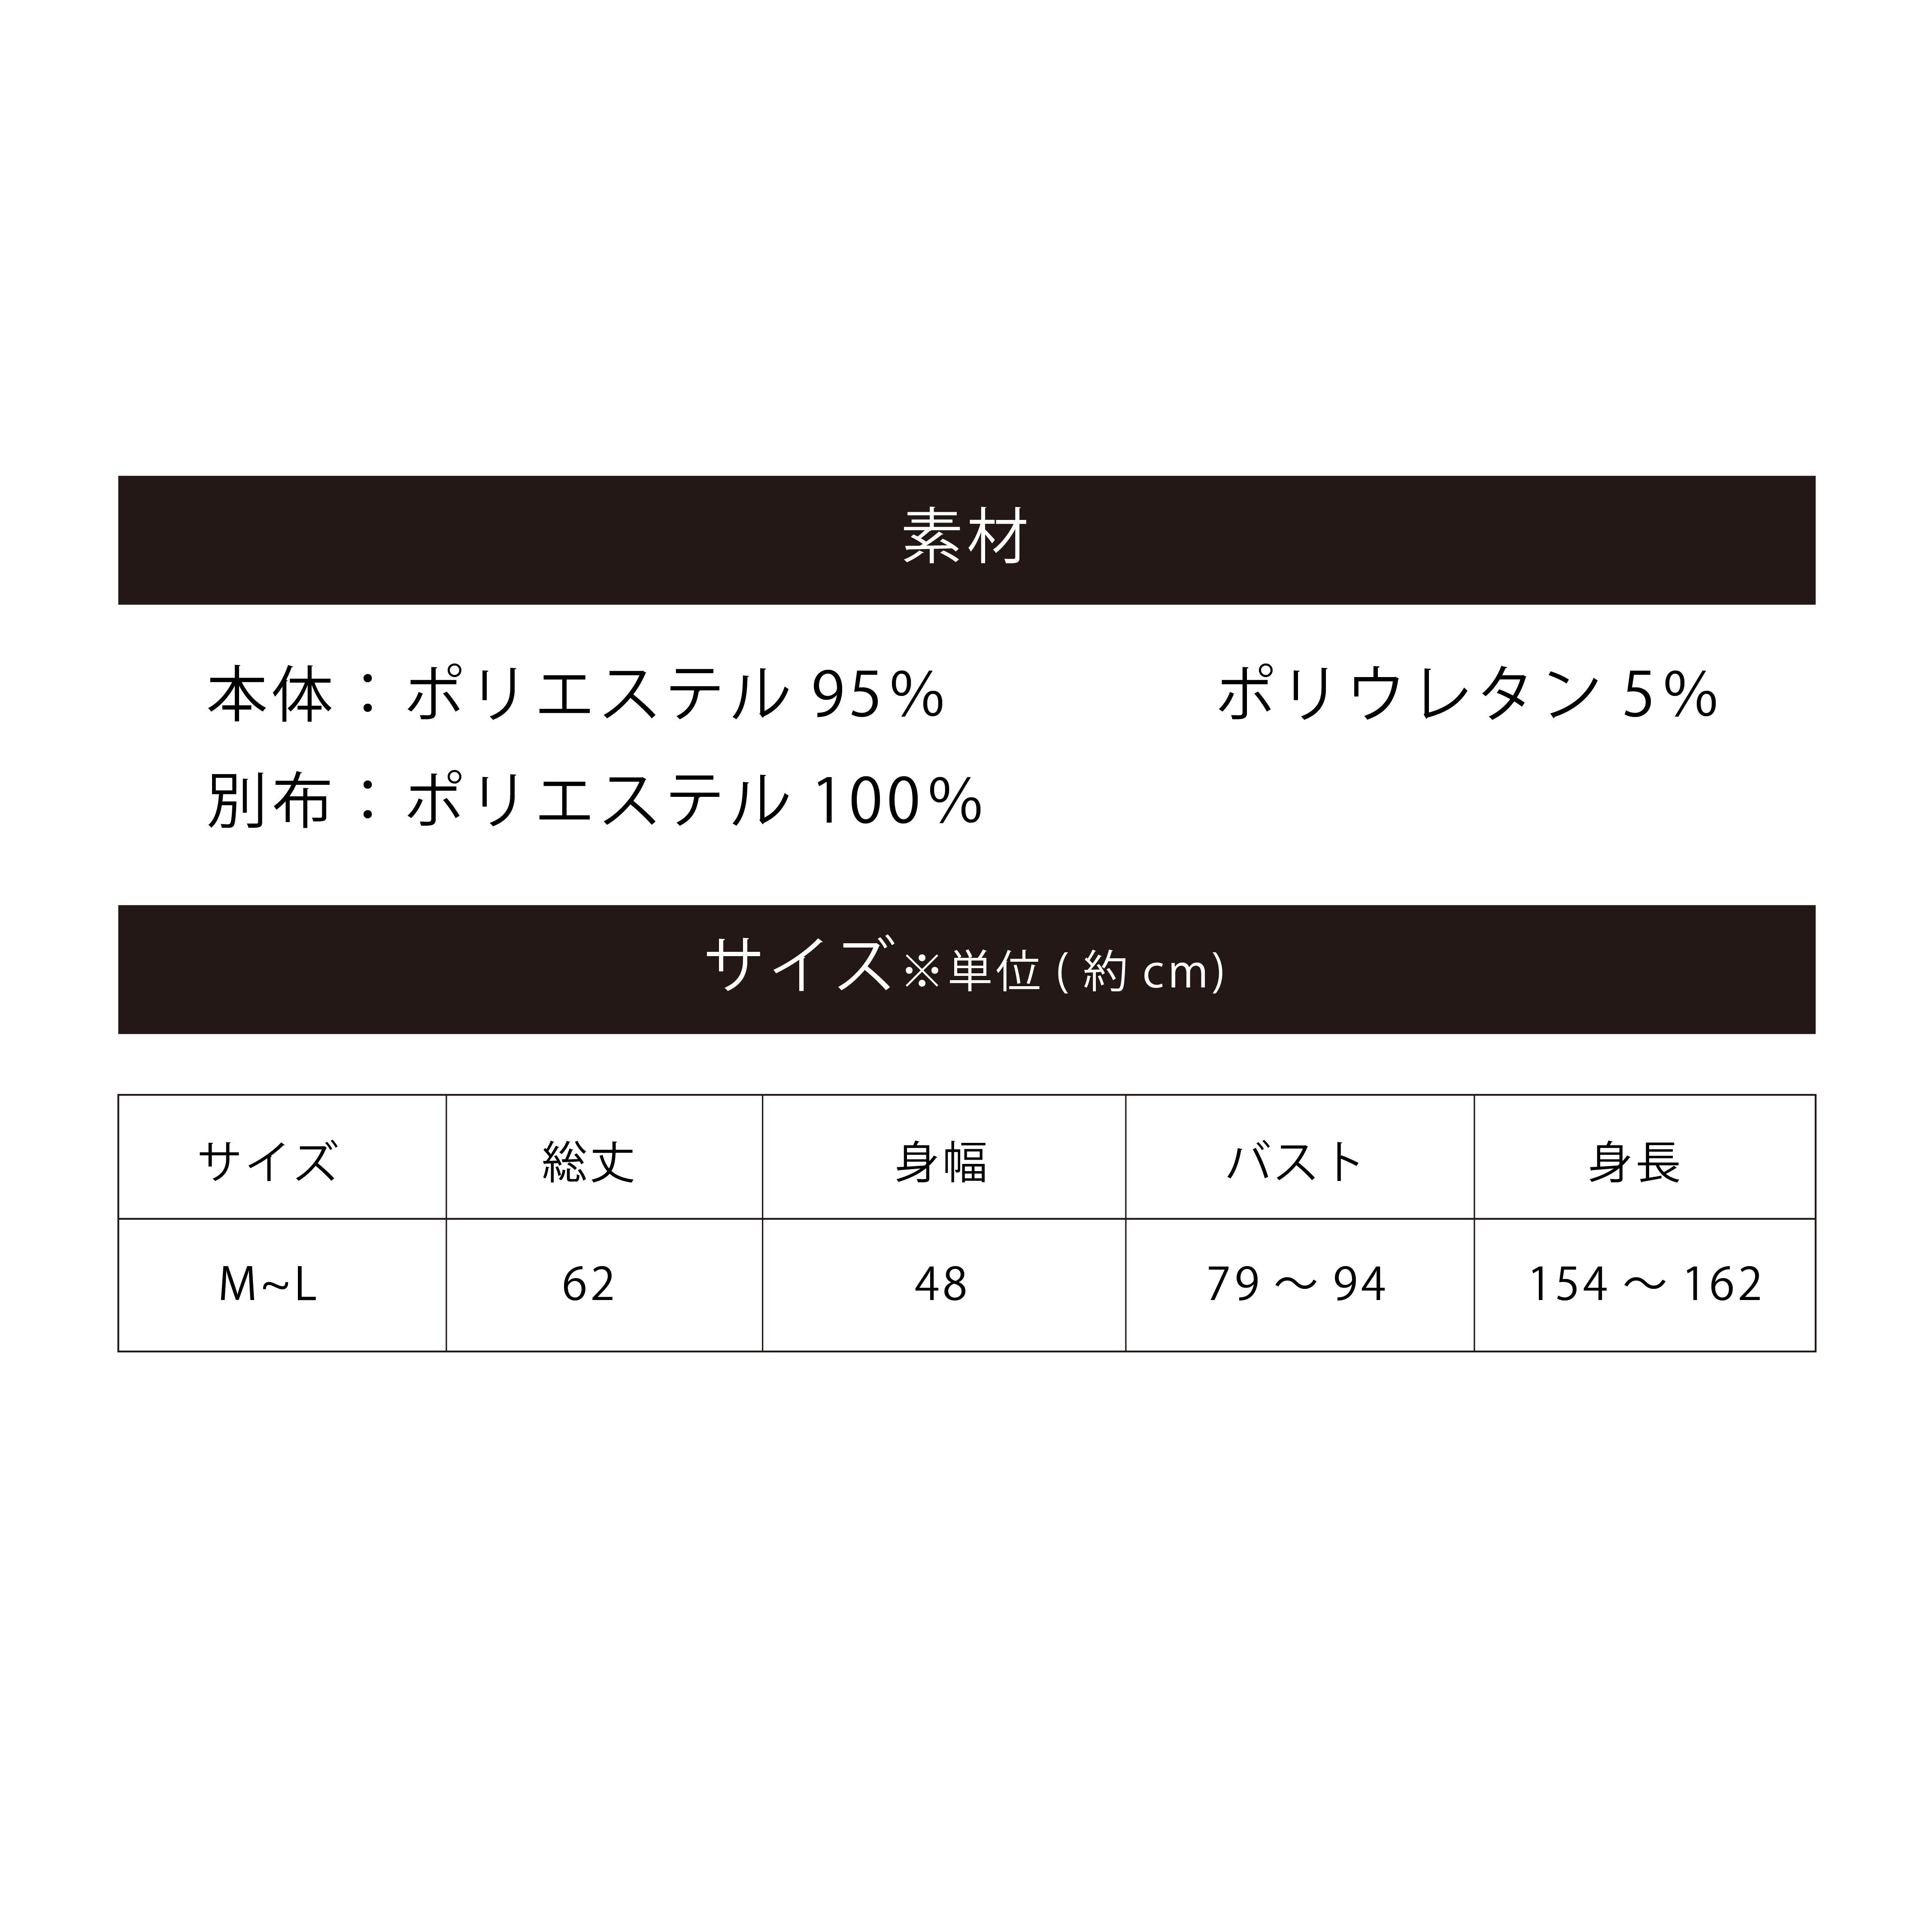 素材
本体：ポリエステル 95% ポリウレタン 5%
別布：ポリエステル 100%
サイズ※単位 ( 約 cm)
サイズ 総丈 身幅 バスト 身長
M~L 62 48 79 〜 94 154 〜 162